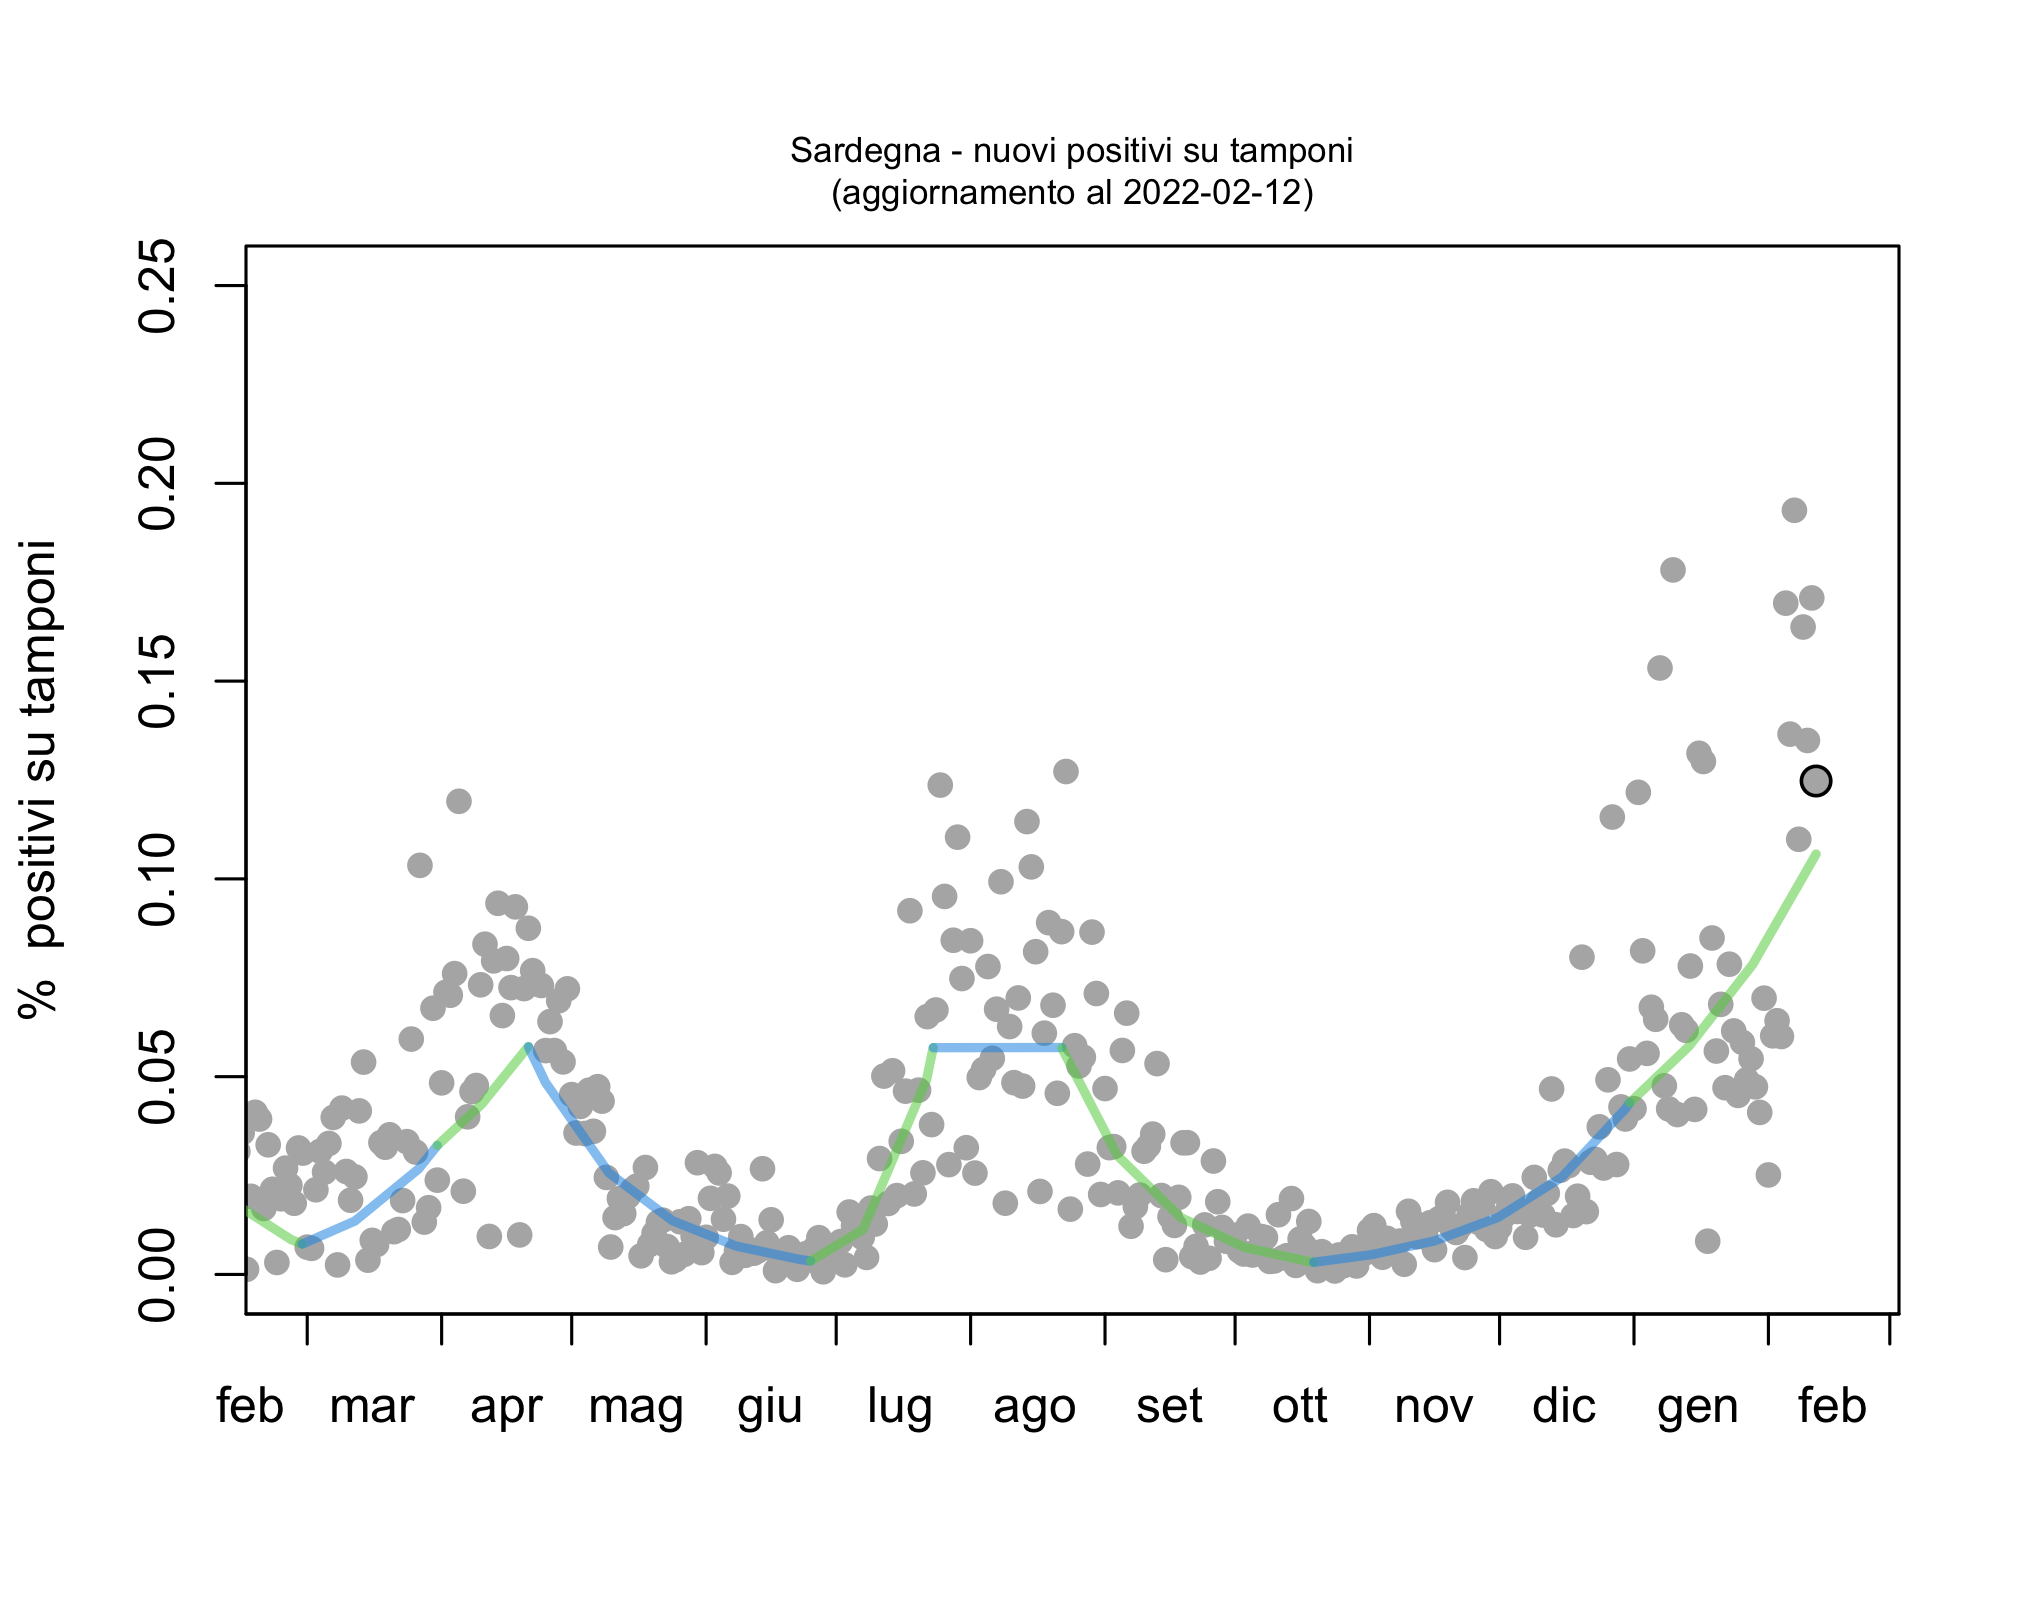 Sardegna - nuovi positivi su tamponi
(aggiornamento al 2022-02-12)
% positivi su tamponi
0.25
0.20
0.15
0.10
0.05
0.00
feb mar apr mag giu lug ago set ott nov dic gen feb